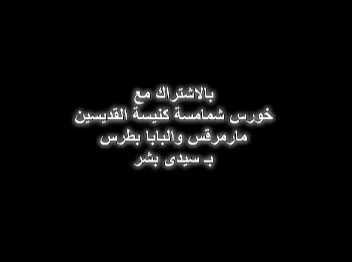 بالاشتراك مع
خورس شمامسة كنيسة القديسين
مارمرقس والبابا بطرس
بـ سيدى بشر